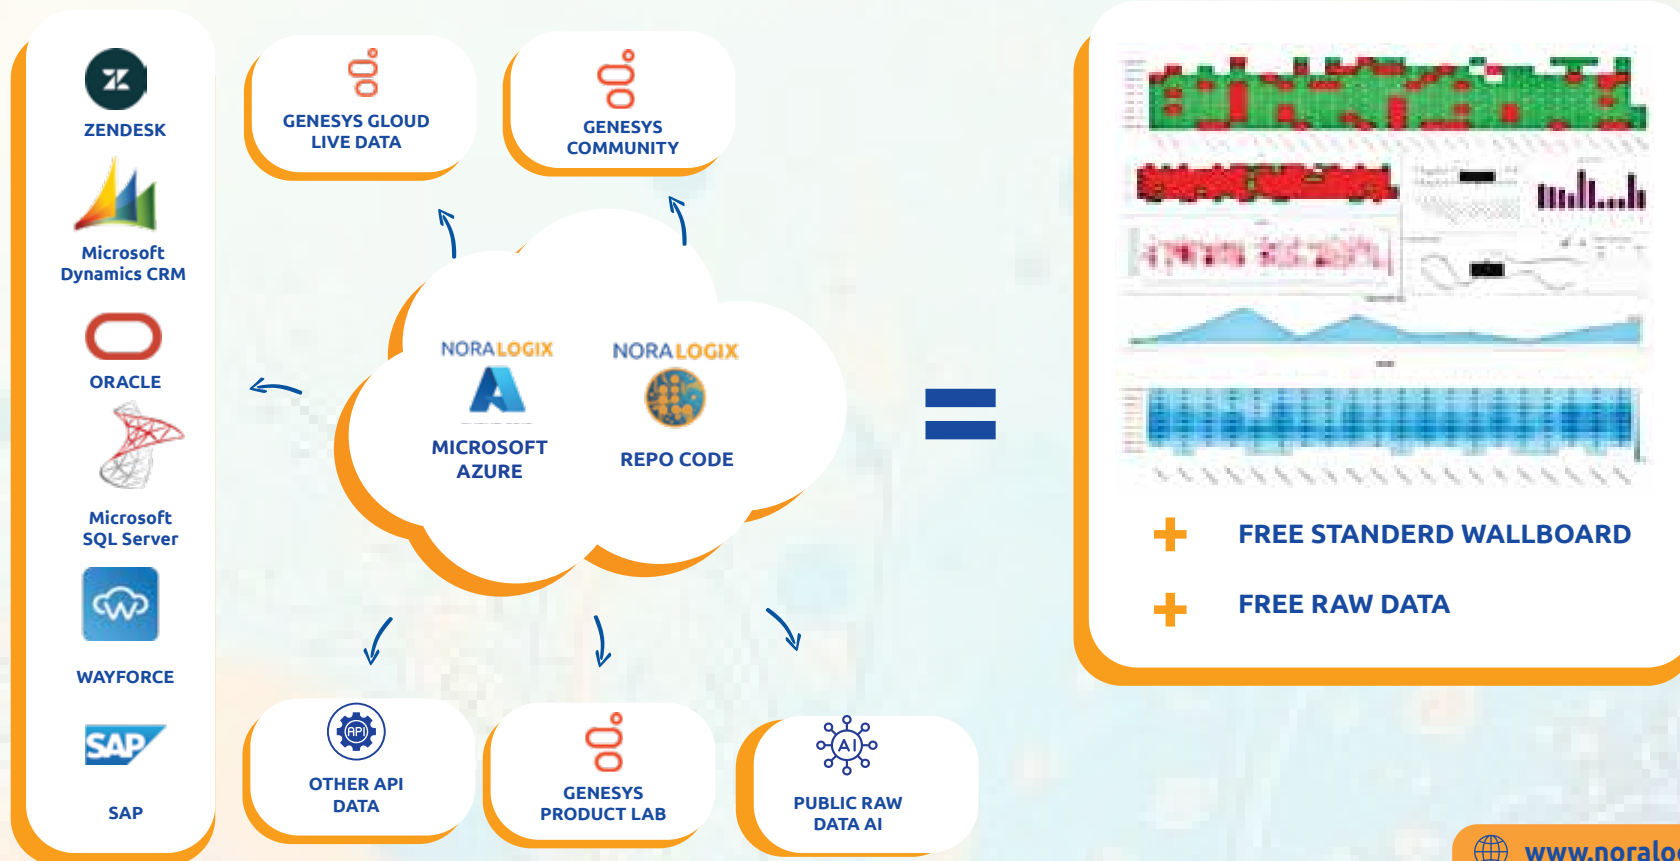 ZENDESK
Microsoft
Dynamics CRM
ORACLE
Microsoft
SQL Server
WAYFORCE
SAP
SAP
GENESYS GLOUD
LIVE DATA
GENESYS
COMMUNITY
NORALOGIX
MICROSOFT
AZURE
NORALOGIX
REPO CODE
API
OTHER API
DATA
GENESYS
PRODUCT LAB
AI
PUBLIC RAW
DATA AI
=
+ FREE STANDERD WALLBOARD
+ FREE RAW DATA
www.noralog